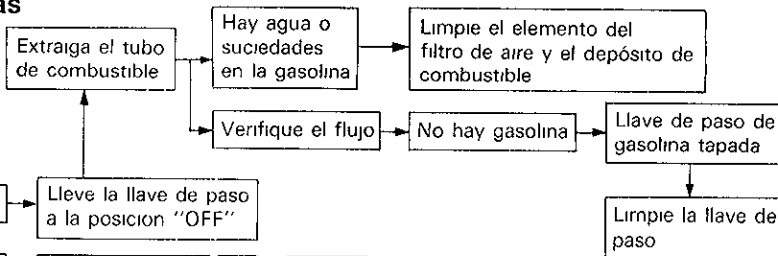 as
Extraiga el tubo
de combustible
Hay agua o
suciedades
en la gasolina
Limpie el elemento del
filtro de aire y el depósito de
combustible
Verifique el flujo
No hay gasolina
Llave de paso de
gasolina tapada
Lleve la llave de paso
a la posicion "OFF"
Limpie la llave de
paso